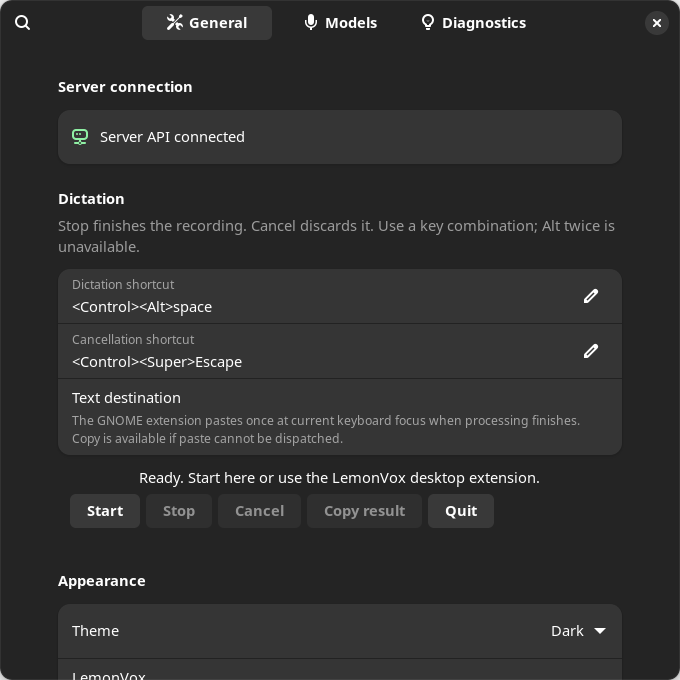 General
Models
Diagnostics
Server connection
Server API connected
Dictation
Stop finishes the recording. Cancel discards it. Use a key combination; Alt twice is
unavailable.
Dictation shortcut
<Control><Alt>space
Cancellation shortcut
<Control><Super>Escape
Text destination
The GNOME extension pastes once at current keyboard focus when processing finishes.
Copy is available if paste cannot be dispatched.
Ready. Start here or use the LemonVox desktop extension.
Start
Stop
Cancel
Copy result
Quit
Appearance
Theme
Dark
LemonVox